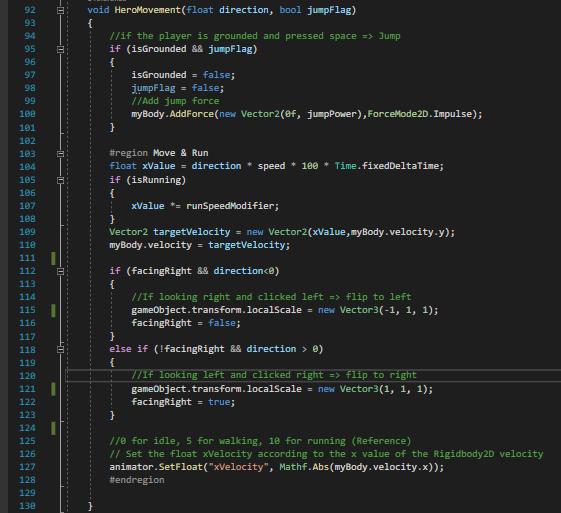 92 void HeroMovement(float direction, bool jumpFlag)
93 {
94 //if the player is grounded and pressed space => Jump
95 if (isGrounded && jumpFlag)
96 {
97 isGrounded = false;
98 jumpFlag = false;
99 //Add jump force
100 myBody.AddForce(new Vector2(0f, jumpPower),ForceMode2D.Impulse);
101 }
102
103 #region Move & Run
104 float xValue = direction * speed * 100 * Time.fixedDeltaTime;
105 if (isRunning)
106 {
107 xValue *= runSpeedModifier;
108 }
109 Vector2 targetVelocity = new Vector2(xValue,myBody.velocity.y);
110 myBody.velocity = targetVelocity;
111
112 if (facingRight && direction<0)
113 {
114 //If looking right and clicked left => flip to left
115 gameObject.transform.localScale = new Vector3(-1, 1, 1);
116 facingRight = false;
117 }
118 else if (!facingRight && direction > 0)
119 {
120 //If looking left and clicked right => flip to right
121 gameObject.transform.localScale = new Vector3(1, 1, 1);
122 facingRight = true;
123 }
124
125 //0 for idle, 5 for walking, 10 for running (Reference)
126 // Set the float xVelocity according to the x value of the Rigidbody2D velocity
127 animator.SetFloat("xVelocity", Mathf.Abs(myBody.velocity.x));
128 #endregion
129
130 }